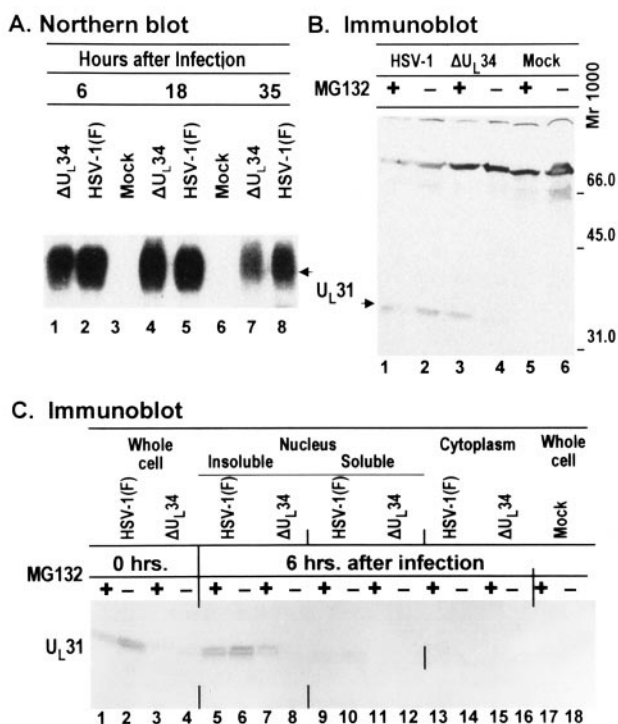 A. Northern blot
Hours after Infection
6 18 35
ΔUL34 HSV-1(F) Mock ΔUL34 HSV-1(F) Mock ΔUL34 HSV-1(F)
UL31
1 2 3 4 5 6 7 8
B. Immunoblot
HSV-1 ΔUL34 Mock
MG132 + – + – + –
Mr 1000
66.0
45.0
31.0
1 2 3 4 5 6
C. Immunoblot
Whole cell Nucleus Cytoplasm Whole cell
Insoluble Soluble
HSV-1(F) ΔUL34 HSV-1(F) ΔUL34 HSV-1(F) ΔUL34 HSV-1(F) ΔUL34 Mock
0 hrs. 6 hrs. after infection
MG132 + – + – + – + – + – + – + – + – + –
UL31
1 2 3 4 5 6 7 8 9 10 11 12 13 14 15 16 17 18